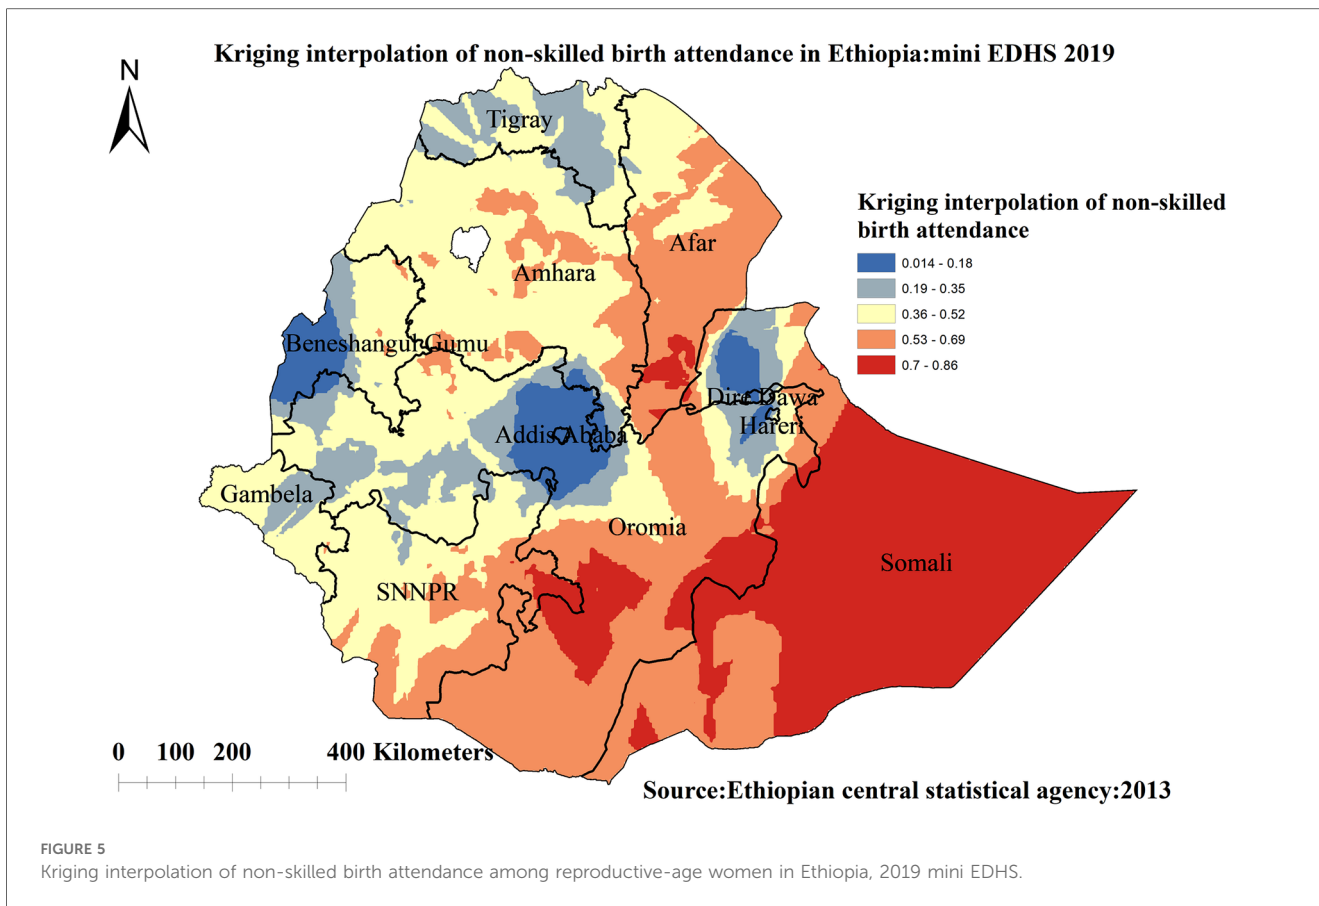 Kriging interpolation of non-skilled birth attendance in Ethiopia:mini EDHS 2019
N
Tigray
Afar
Amhara
Beneshangul Gumu
Dire Dawa
Hareri
Addis Ababa
Gambela
Oromia
Somali
SNNPR
Kriging interpolation of non-skilled
birth attendance
0.014 - 0.18
0.19 - 0.35
0.36 - 0.52
0.53 - 0.69
0.7 - 0.86
0 100 200 400 Kilometers
Source:Ethiopian central statistical agency:2013
FIGURE 5
Kriging interpolation of non-skilled birth attendance among reproductive-age women in Ethiopia, 2019 mini EDHS.